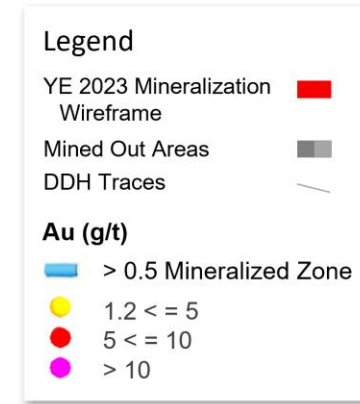 Legend
YE 2023 Mineralization
Wireframe
Mined Out Areas
DDH Traces
Au (g/t)
> 0.5 Mineralized Zone
1.2 < = 5
5 < = 10
> 10